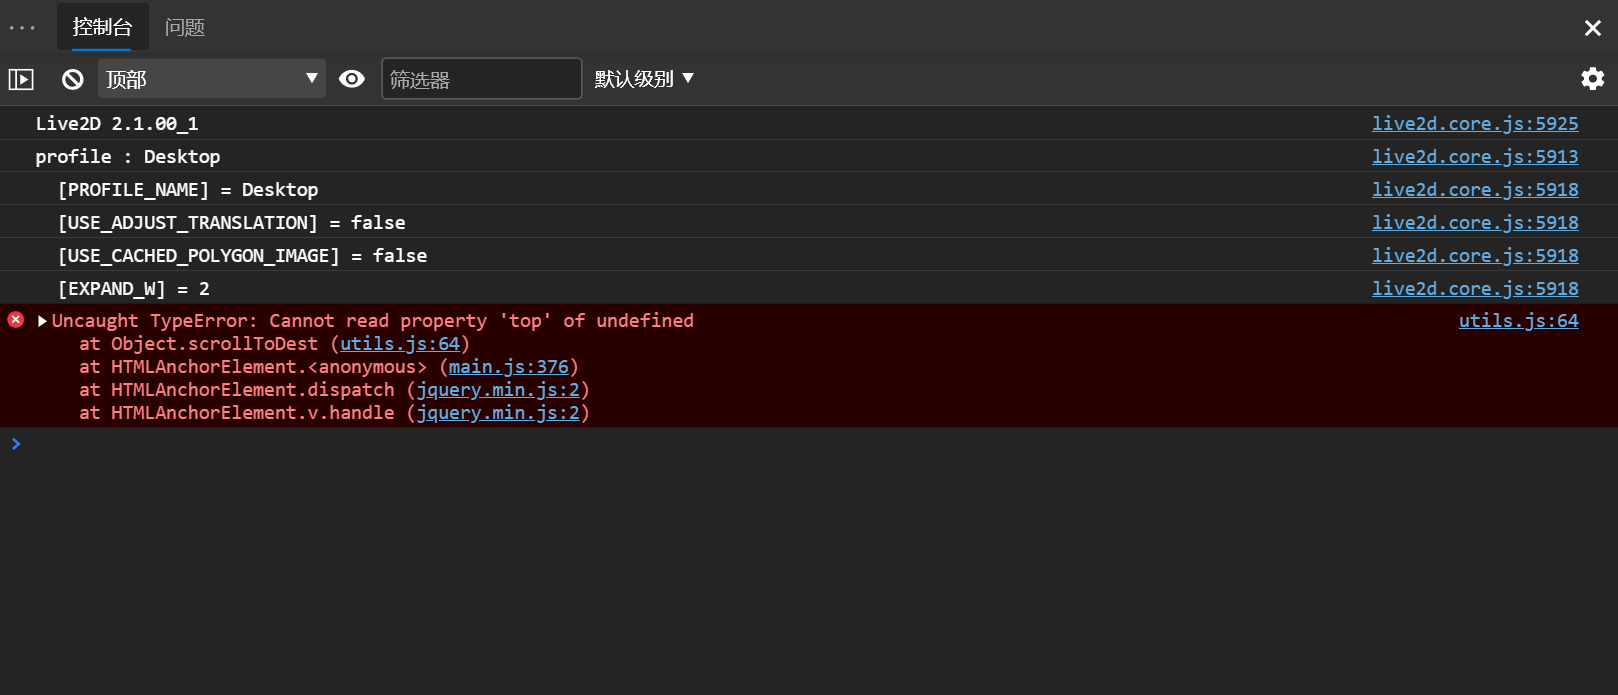 控制台 问题
顶部 筛选器 默认级别
Live2D 2.1.00_1 live2d.core.js:5925
profile : Desktop live2d.core.js:5913
[PROFILE_NAME] = Desktop live2d.core.js:5918
[USE_ADJUST_TRANSLATION] = false live2d.core.js:5918
[USE_CACHED_POLYGON_IMAGE] = false live2d.core.js:5918
[EXPAND_W] = 2 live2d.core.js:5918
Uncaught TypeError: Cannot read property 'top' of undefined utils.js:64
at Object.scrollToDest (utils.js:64)
at HTMLAnchorElement.<anonymous> (main.js:376)
at HTMLAnchorElement.dispatch (jquery.min.js:2)
at HTMLAnchorElement.v.handle (jquery.min.js:2)